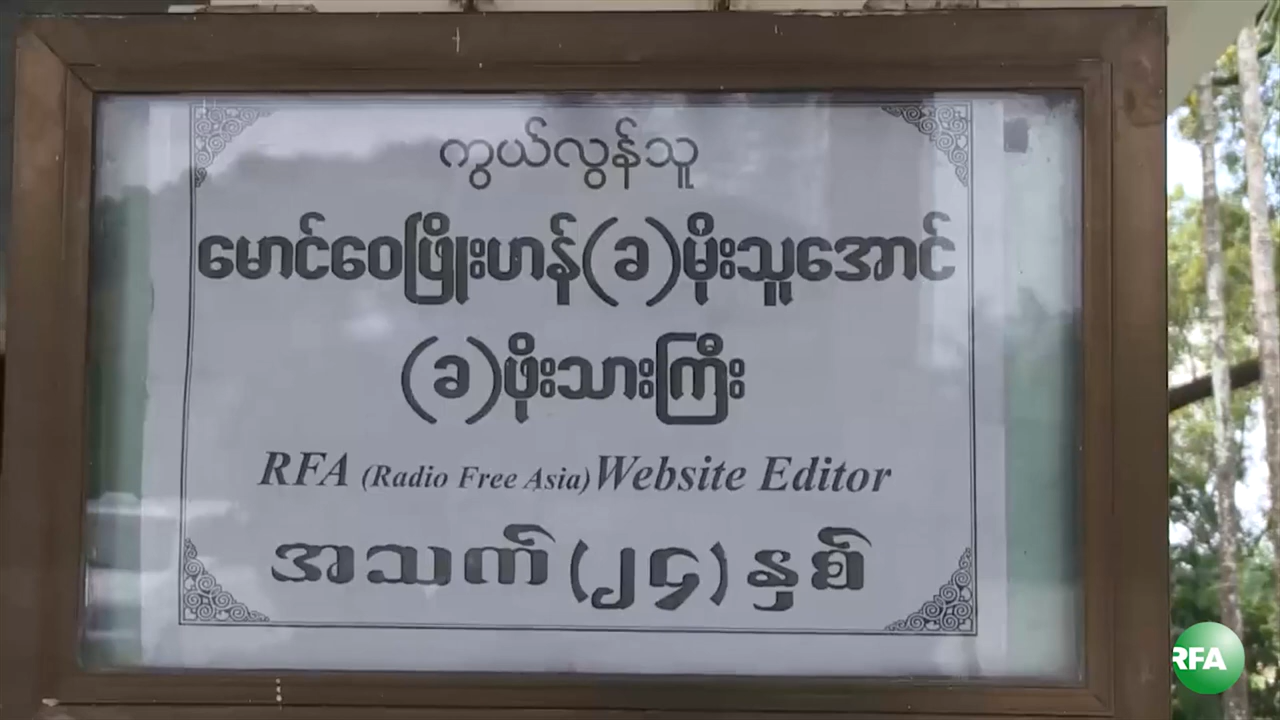 ကွယ်လွန်သူ
မောင်ဝေဖြိုးဟန်(ခ)မိုးသူအောင်
(ခ)ဖိုးသားကြီး
RFA (Radio Free Asia) Website Editor
အသက်(၂၄)နှစ်
RFA